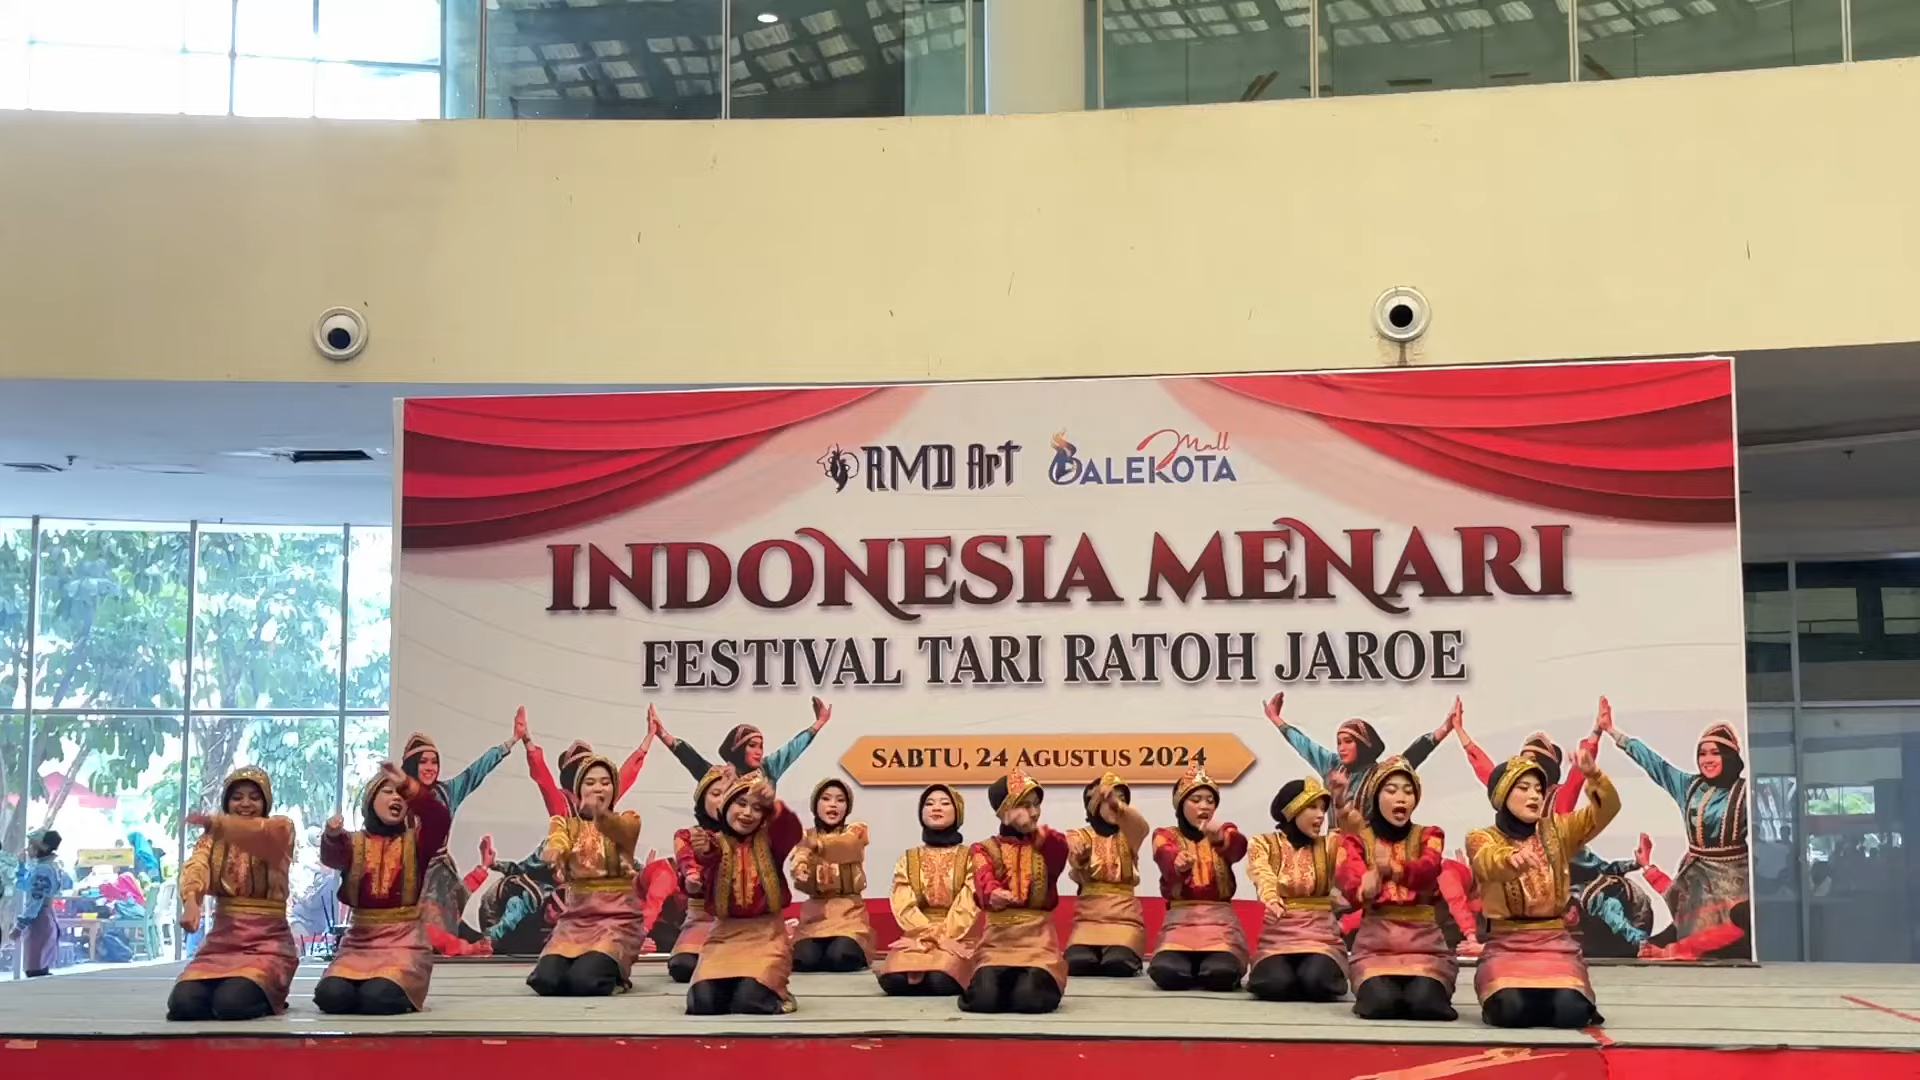 RMD Art
Mall
BALEKOTA
INDONESIA MENARI
FESTIVAL TARI RATOH JAROE
SABTU, 24 AGUSTUS 2024